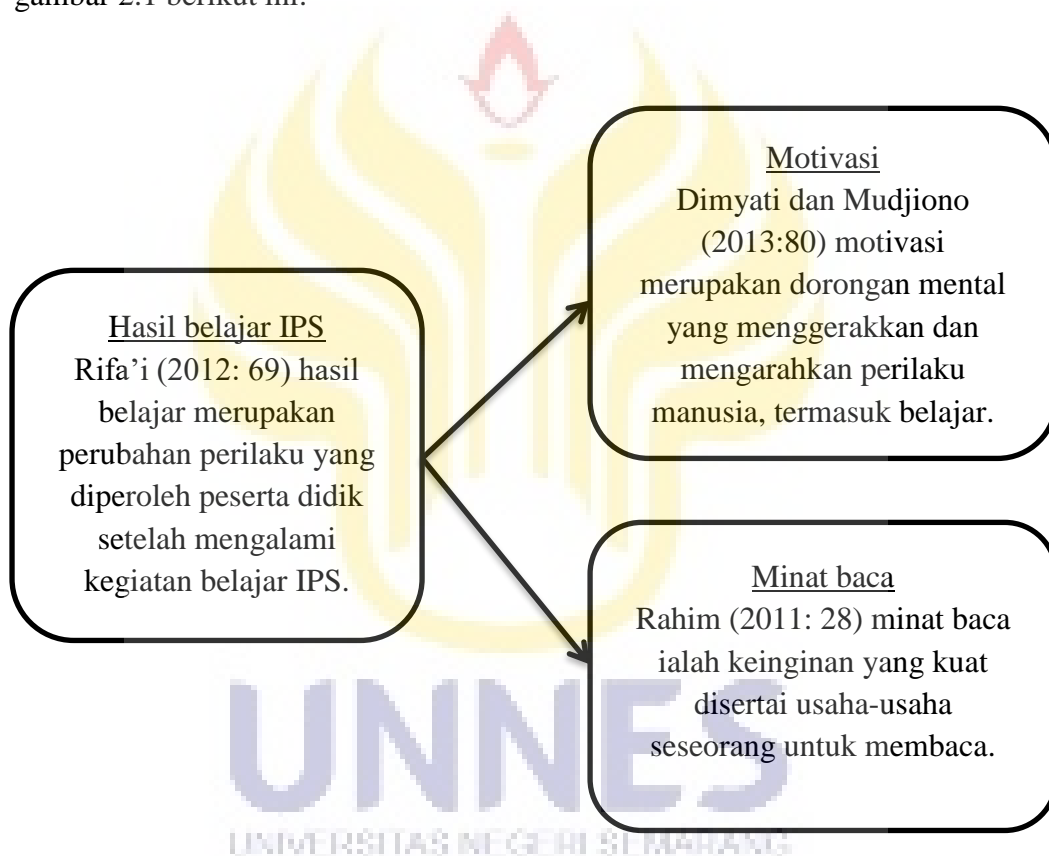 gambar 2.1 berikut ini.
Motivasi
Dimyati dan Mudjiono
(2013:80) motivasi
merupakan dorongan mental
yang menggerakkan dan
mengarahkan perilaku
manusia, termasuk belajar.
Hasil belajar IPS
Rifa’i (2012: 69) hasil
belajar merupakan
perubahan perilaku yang
diperoleh peserta didik
setelah mengalami
kegiatan belajar IPS.
Minat baca
Rahim (2011: 28) minat baca
ialah keinginan yang kuat
disertai usaha-usaha
seseorang untuk membaca.
UNNES
UNIVERSITAS NEGERI SEMARANG